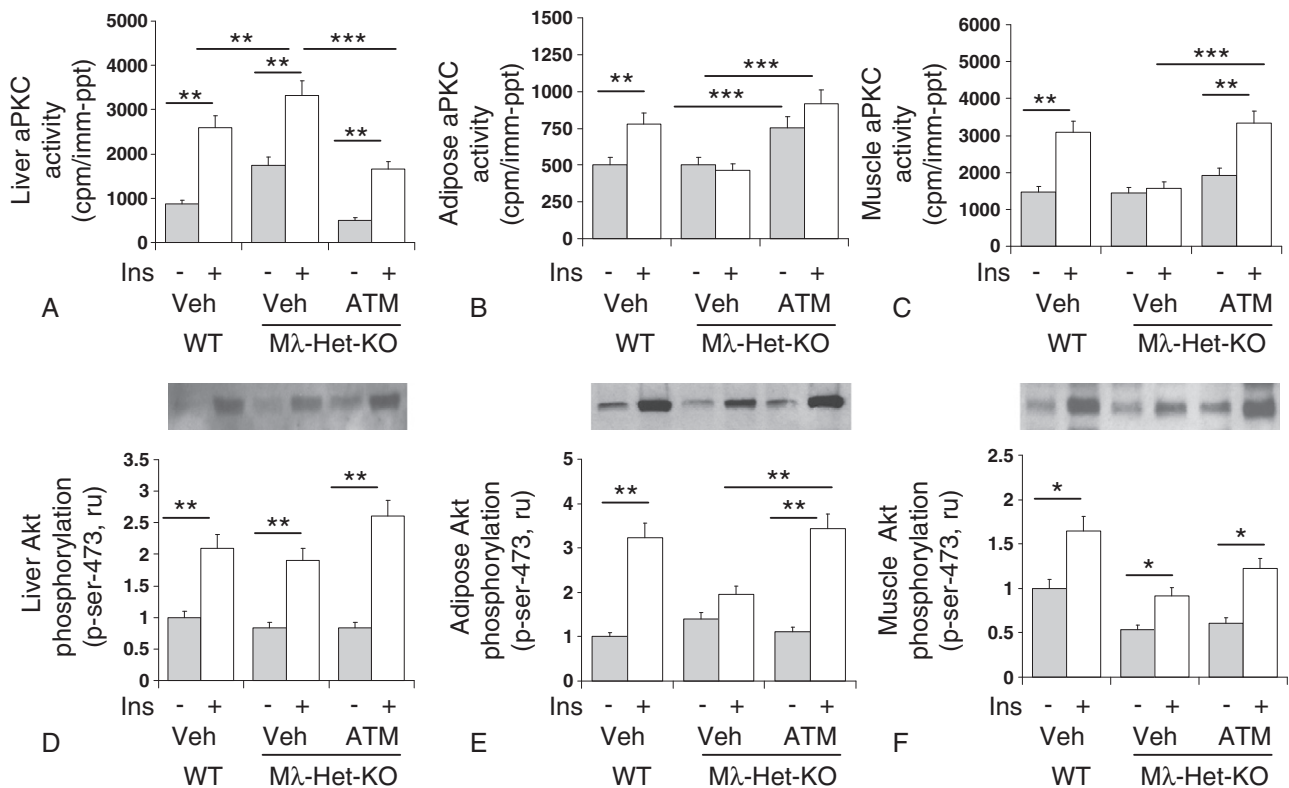 Liver aPKC
activity
(cpm/imm-ppt)
5000
4000
3000
2000
1000
0
**
**
**
***
**
Ins - + - + - +
Veh Veh ATM
WT Mλ-Het-KO
A
Adipose aPKC
activity
(cpm/imm-ppt)
1500
1250
1000
750
500
250
0
**
***
***
Ins - + - + - +
Veh Veh ATM
WT Mλ-Het-KO
B
Muscle aPKC
activity
(cpm/imm-ppt)
6000
5000
4000
3000
2000
1000
0
**
***
**
Ins - + - + - +
Veh Veh ATM
WT Mλ-Het-KO
C
Liver Akt
phosphorylation
(p-ser-473, ru)
3.5
3
2.5
2
1.5
1
0.5
0
**
**
**
Ins - + - + - +
Veh Veh ATM
WT Mλ-Het-KO
D
Adipose Akt
phosphorylation
(p-ser-473, ru)
5
4
3
2
1
0
**
**
**
Ins - + - + - +
Veh Veh ATM
WT Mλ-Het-KO
E
Muscle Akt
phosphorylation
(p-ser-473, ru)
2.5
2
1.5
1
0.5
0
*
*
*
Ins - + - + - +
Veh Veh ATM
WT Mλ-Het-KO
F